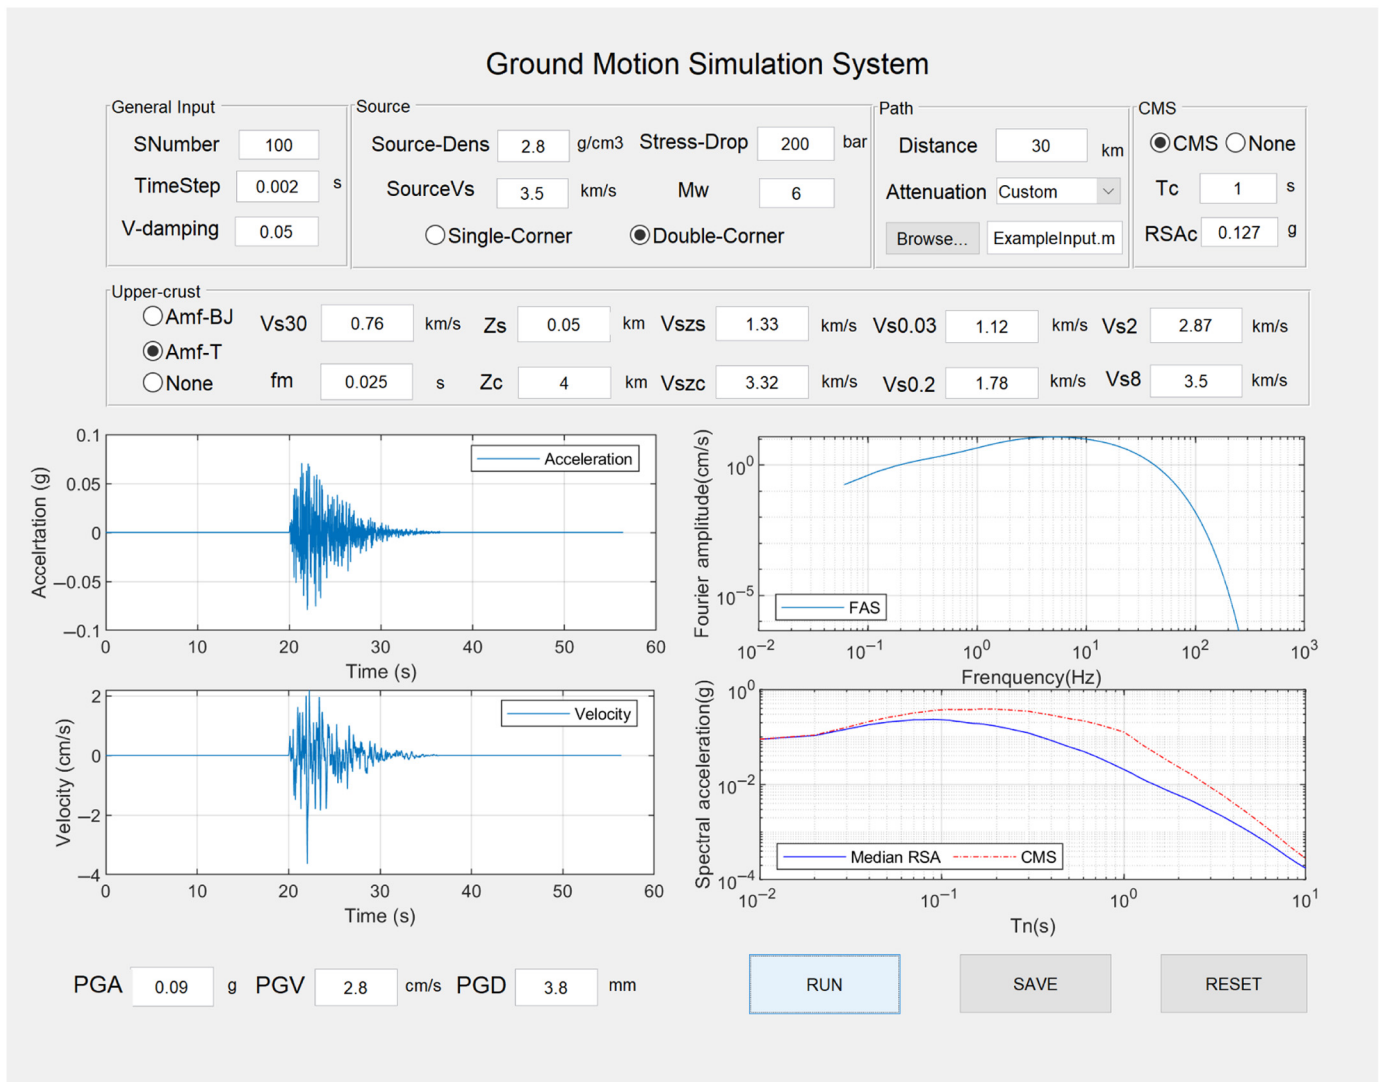 Ground Motion Simulation System
General Input
SNumber 100
TimeStep 0.002 s
V-damping 0.05
Source
Source-Dens 2.8 g/cm3 Stress-Drop 200 bar
SourceVs 3.5 km/s Mw 6
Single-Corner Double-Corner
Path
Distance 30 km
Attenuation Custom
Browse... ExampleInput.m
CMS
CMS None
Tc 1 s
RSAc 0.127 g
Upper-crust
Amf-BJ
Amf-T
None
Vs30 0.76 km/s Zs 0.05 km Vszs 1.33 km/s Vs0.03 1.12 km/s Vs2 2.87 km/s
fm 0.025 s Zc 4 km Vszc 3.32 km/s Vs0.2 1.78 km/s Vs8 3.5 km/s
Accelrtation (g)
0.1
0.05
0
−0.05
−0.1
Acceleration
0 10 20 30 40 50 60
Time (s)
Fourier amplitude(cm/s)
10^0
10^−5
FAS
10^−2 10^−1 10^0 10^1 10^2 10^3
Frenquency(Hz)
Velocity (cm/s)
2
0
−2
−4
Velocity
0 10 20 30 40 50 60
Time (s)
Spectral acceleration(g)
10^0
10^−2
10^−4
Median RSA CMS
10^−2 10^−1 10^0 10^1
Tn(s)
PGA 0.09 g PGV 2.8 cm/s PGD 3.8 mm
RUN SAVE RESET